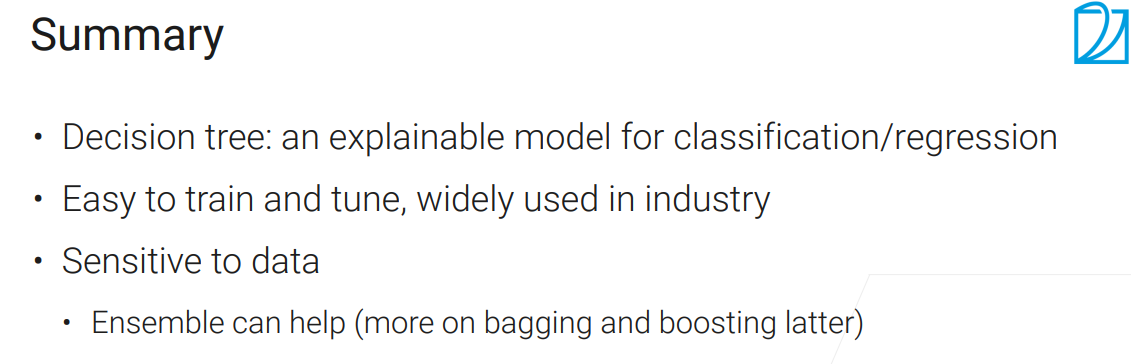 Summary
• Decision tree: an explainable model for classification/regression
• Easy to train and tune, widely used in industry
• Sensitive to data
• Ensemble can help (more on bagging and boosting latter)